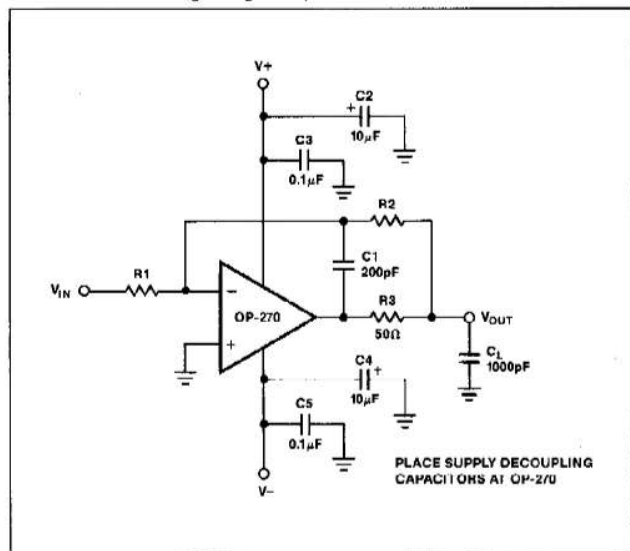 V+
C2
+
10µF
C3
0.1µF
R2
C1
200pF
R1
VIN
−
OP-270
+
R3
50Ω
VOUT
CL
1000pF
C4
+
10µF
C5
0.1µF
V−
PLACE SUPPLY DECOUPLING
CAPACITORS AT OP-270